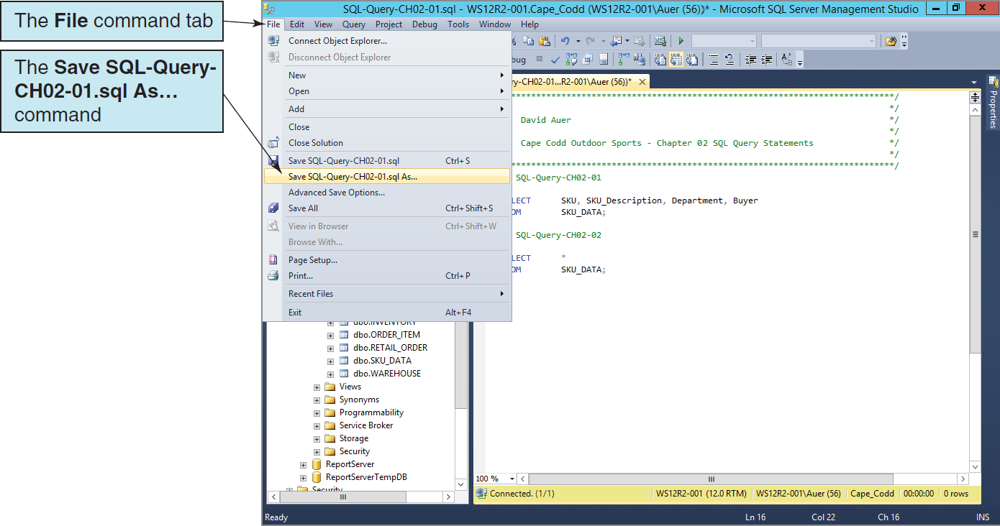 The File command tab
The Save SQL-Query-
CH02-01.sql As…
command
SQL-Query-CH02-01.sql - WS12R2-001.Cape_Codd (WS12R2-001\Auer (56))* - Microsoft SQL Server Management Studio
File Edit View Query Project Debug Tools Window Help
Connect Object Explorer...
Disconnect Object Explorer
New
Open
Add
Close
Close Solution
Save SQL-Query-CH02-01.sql Ctrl+S
Save SQL-Query-CH02-01.sql As...
Advanced Save Options...
Save All Ctrl+Shift+S
View in Browser Ctrl+Shift+W
Browse With...
Page Setup...
Print... Ctrl+P
Recent Files
Exit Alt+F4
bug
ry-CH02-01...R2-001\Auer (56))*
Properties
*****************************************************************************/
*/
David Auer */
*/
Cape Codd Outdoor Sports - Chapter 02 SQL Query Statements */
*/
*****************************************************************************/
SQL-Query-CH02-01
LECT SKU, SKU_Description, Department, Buyer
OM SKU_DATA;
SQL-Query-CH02-02
LECT *
OM SKU_DATA;
dbo.INVENTORY
dbo.ORDER_ITEM
dbo.RETAIL_ORDER
dbo.SKU_DATA
dbo.WAREHOUSE
Views
Synonyms
Programmability
Service Broker
Storage
Security
ReportServer
ReportServerTempDB
Security
100 %
Connected. (1/1) WS12R2-001 (12.0 RTM) WS12R2-001\Auer (56) Cape_Codd 00:00:00 0 rows
Ready Ln 16 Col 22 Ch 16 INS